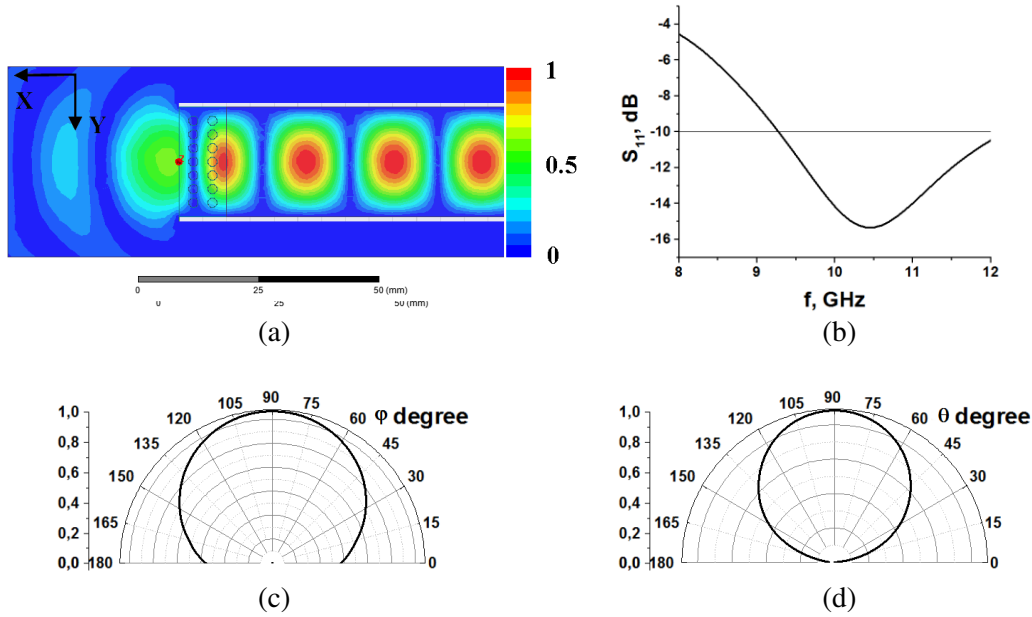 X
Y
1
0.5
0
0 25 50 (mm)
0 25 50 (mm)
(a)
-4
-6
-8
-10
-12
-14
-16
S11, dB
8 9 10 11 12
f, GHz
(b)
1,0
0,8
0,6
0,4
0,2
0,0
180 165 150 135 120 105 90 75 60 45 30 15 0
φ degree
(c)
1,0
0,8
0,6
0,4
0,2
0,0
180 165 150 135 120 105 90 75 60 45 30 15 0
θ degree
(d)